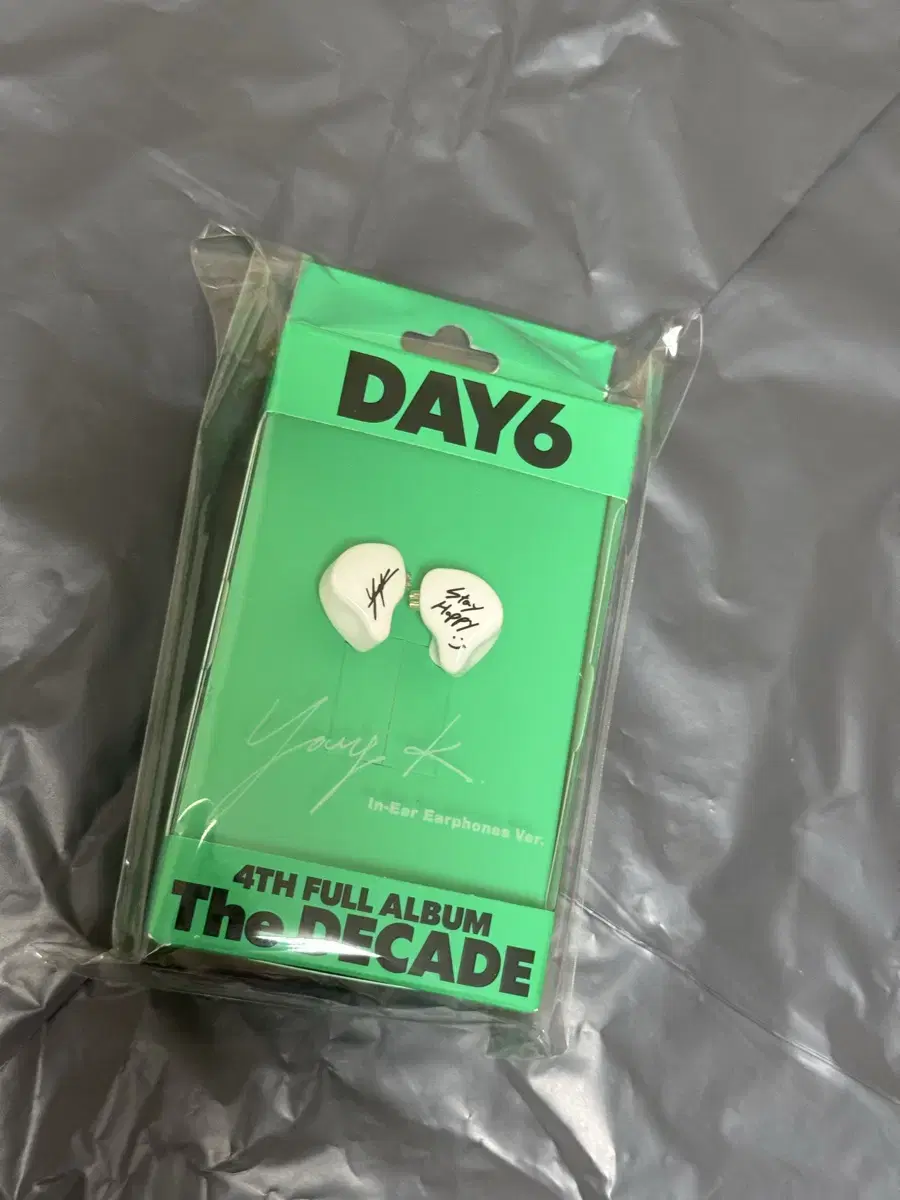 DAY6
Stay
Happy
:)
Young K.
In-Ear Earphones Ver.
4TH FULL ALBUM
The DECADE